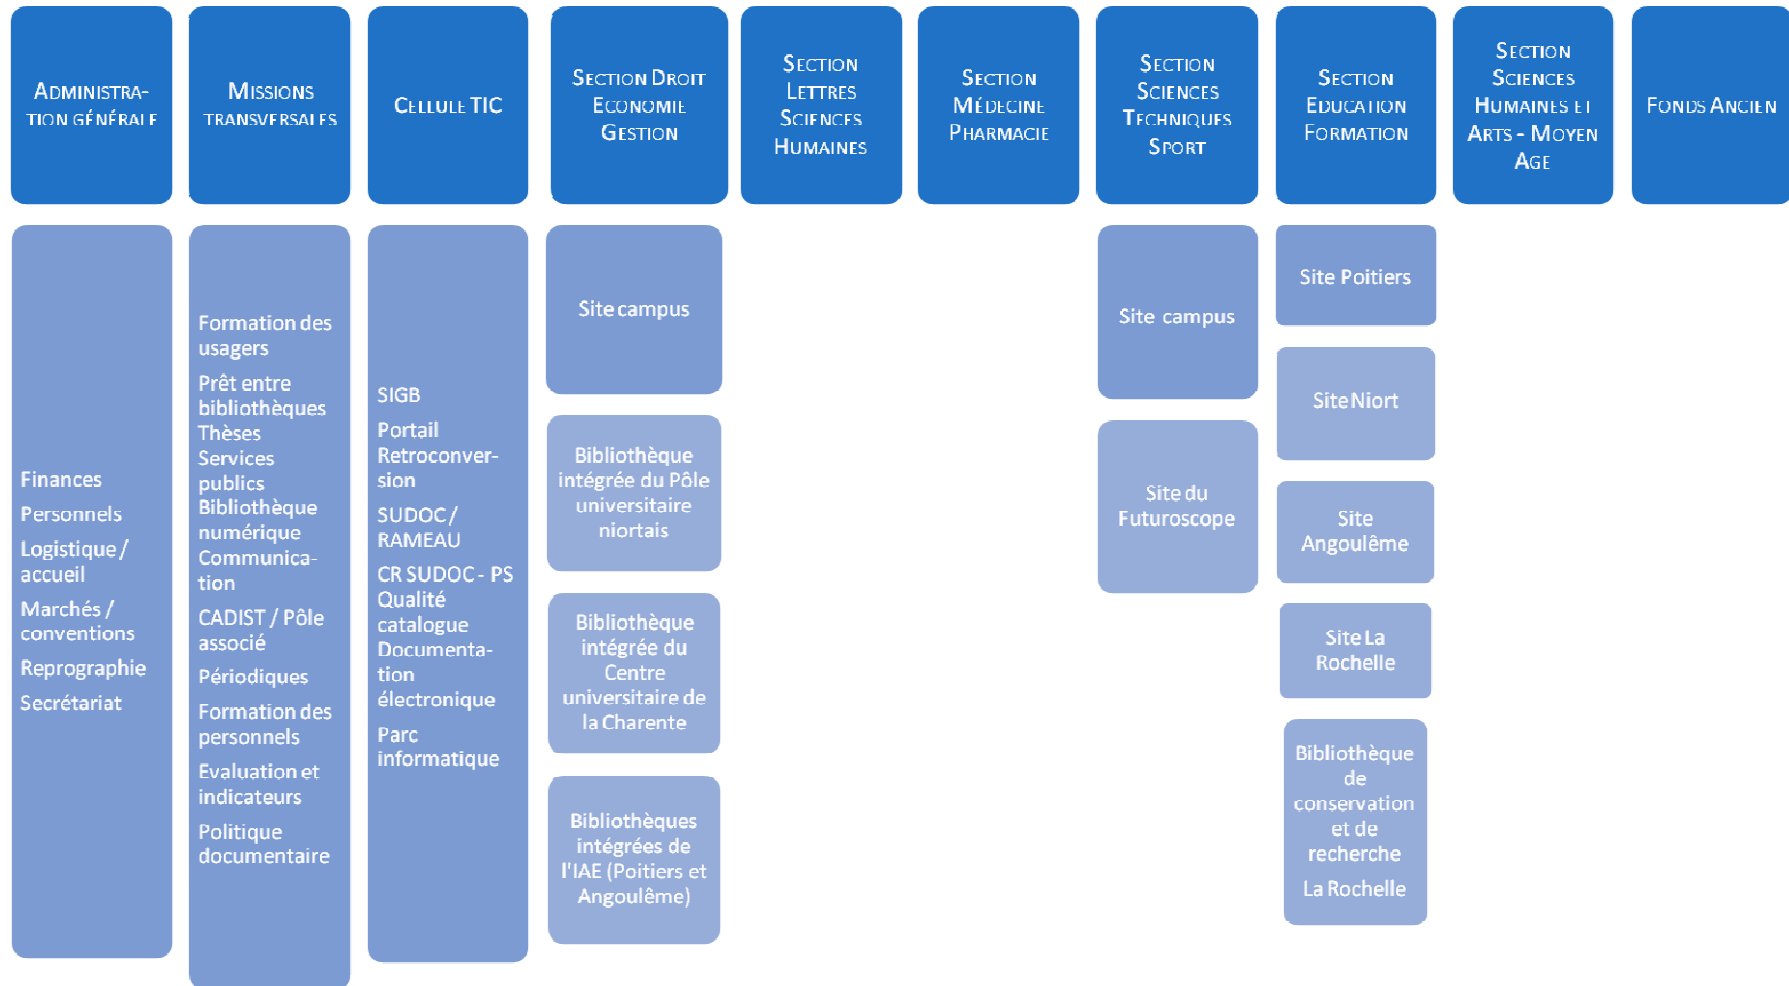 ADMINISTRA-
TION GÉNÉRALE
MISSIONS
TRANSVERSALES
CELLULE TIC
SECTION DROIT
ECONOMIE
GESTION
SECTION
LETTRES
SCIENCES
HUMAINES
SECTION
MÉDECINE
PHARMACIE
SECTION
SCIENCES
TECHNIQUES
SPORT
SECTION
EDUCATION
FORMATION
SECTION
SCIENCES
HUMAINES ET
ARTS - MOYEN
AGE
FONDS ANCIEN
Finances
Personnels
Logistique /
accueil
Marchés /
conventions
Reprographie
Secrétariat
Formation des
usagers
Prêt entre
bibliothèques
Thèses
Services
publics
Bibliothèque
numérique
Communica-
tion
CADIST / Pôle
associé
Périodiques
Formation des
personnels
Evaluation et
indicateurs
Politique
documentaire
SIGB
Portail
Retroconver-
sion
SUDOC /
RAMEAU
CR SUDOC - PS
Qualité
catalogue
Documenta-
tion
électronique
Parc
informatique
Site campus
Bibliothèque
intégrée du Pôle
universitaire
niortais
Bibliothèque
intégrée du
Centre
universitaire de
la Charente
Bibliothèques
intégrées de
l'IAE (Poitiers et
Angoulême)
Site campus
Site du
Futuroscope
Site Poitiers
Site Niort
Site
Angoulême
Site La
Rochelle
Bibliothèque
de
conservation
et de
recherche
La Rochelle